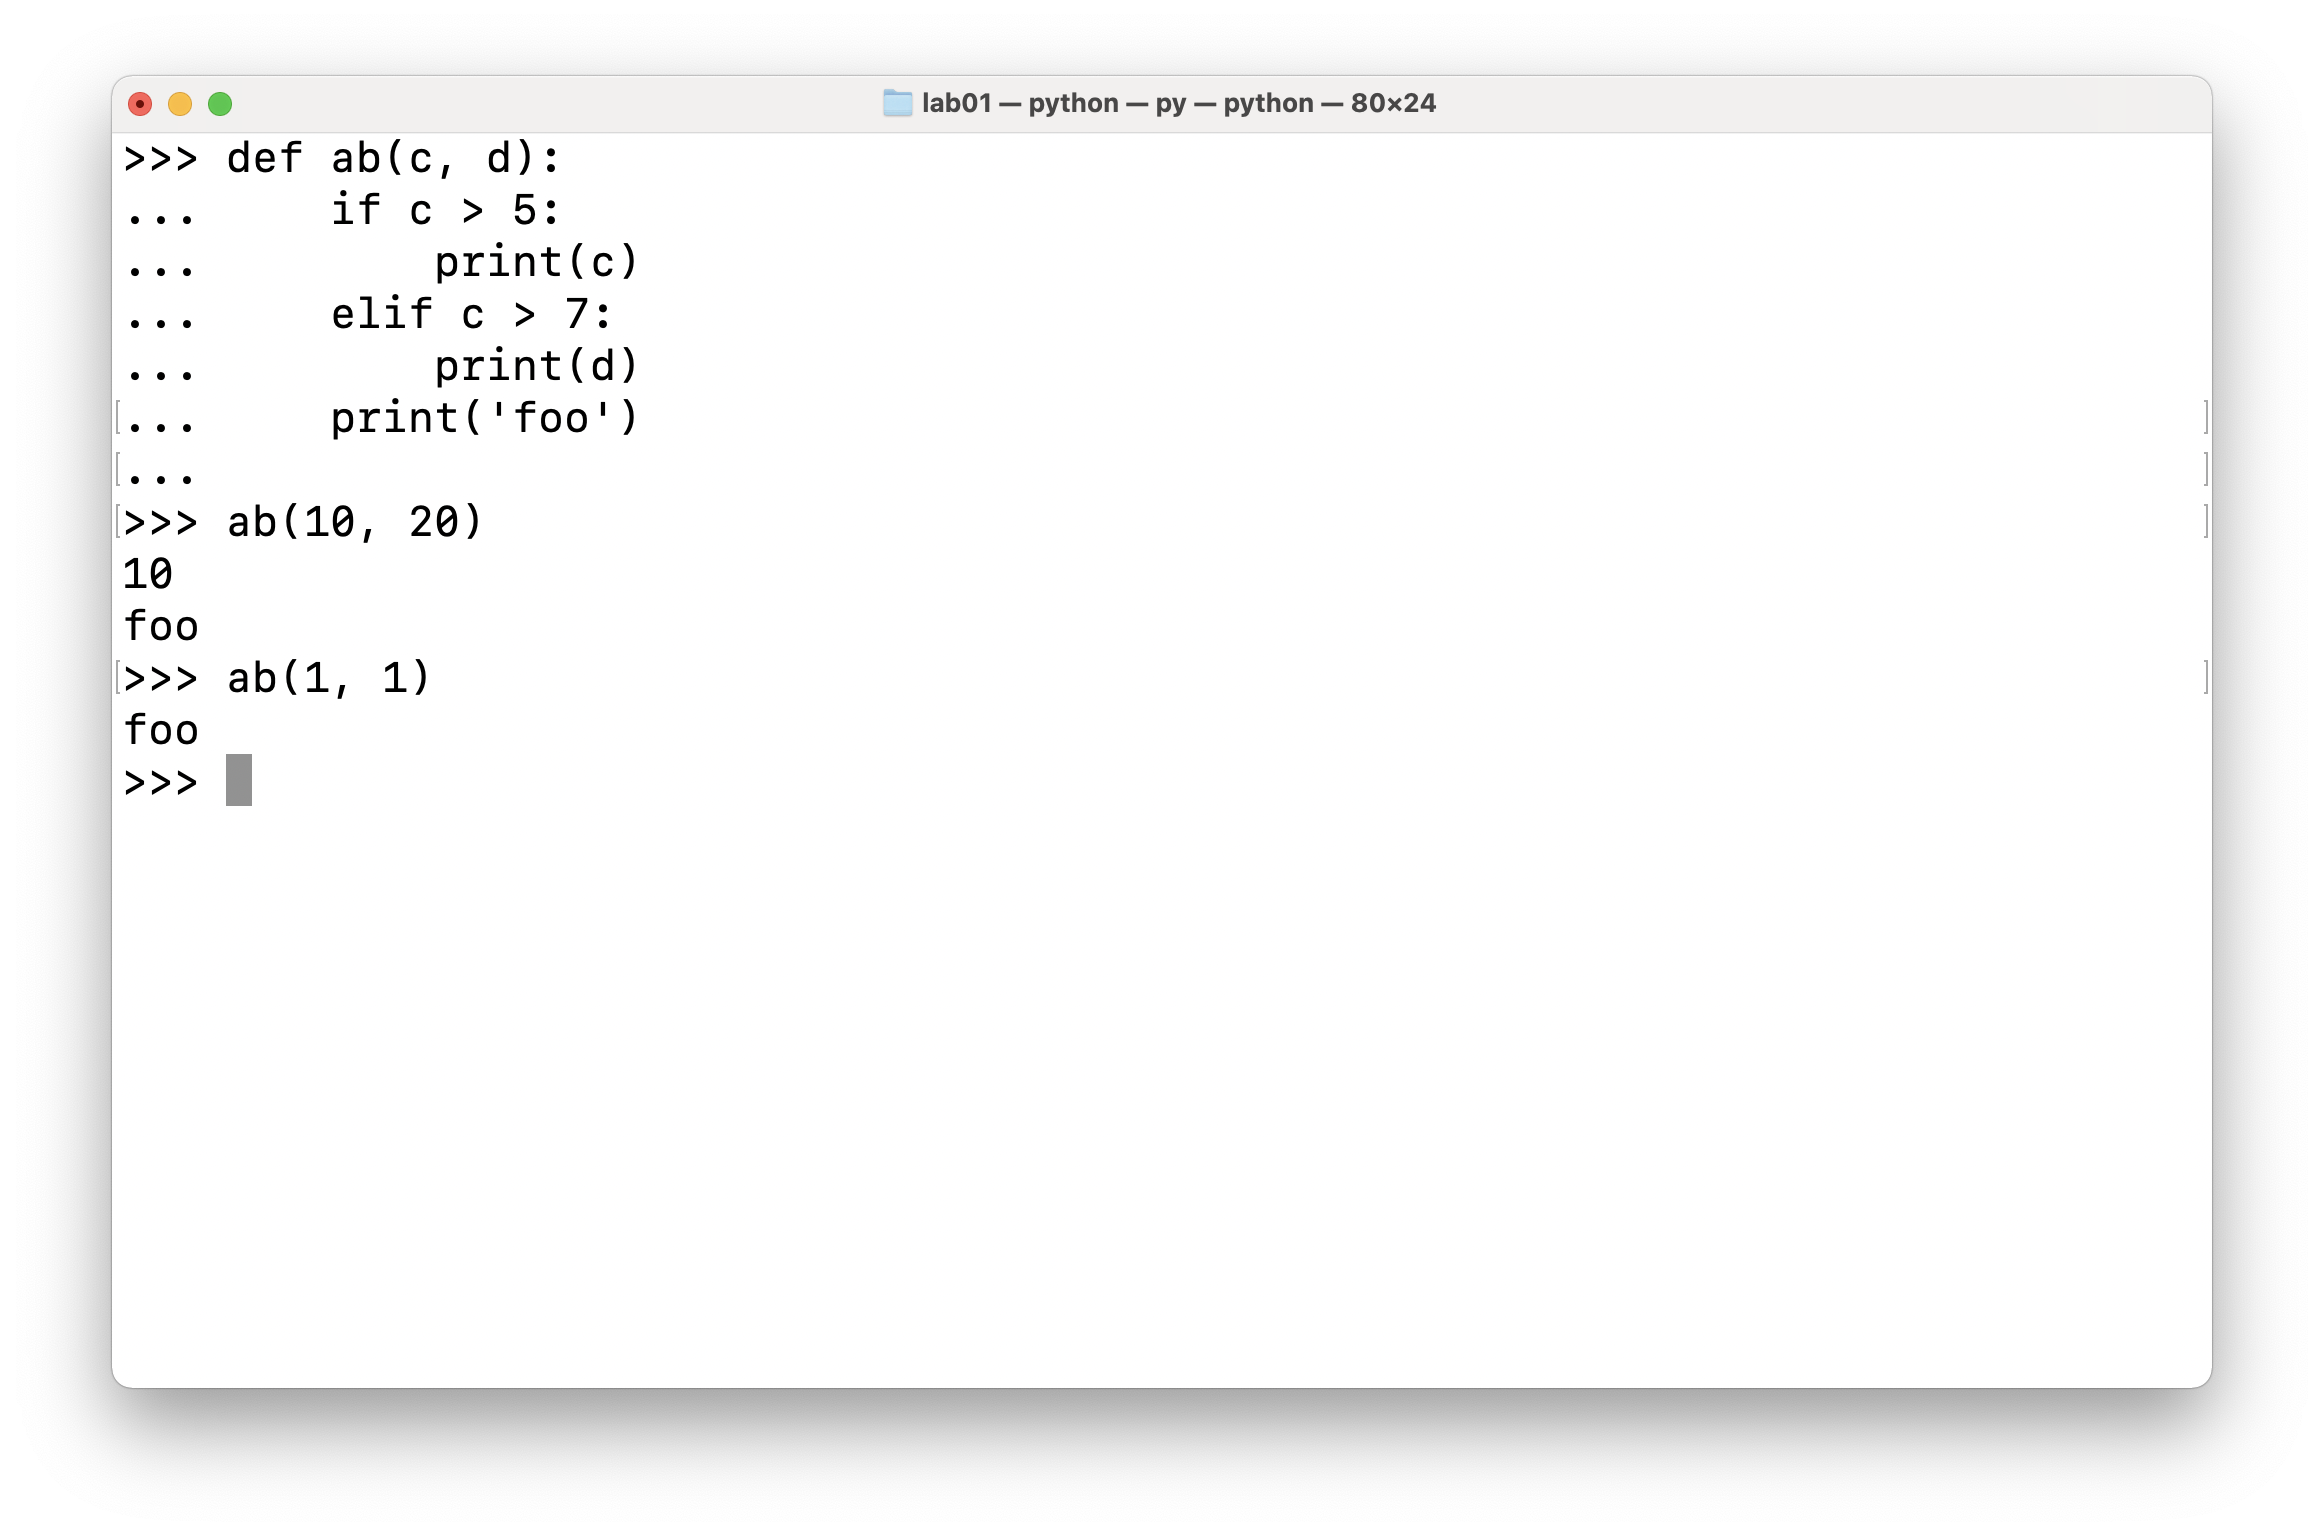 lab01 — python — py — python — 80×24
>>> def ab(c, d):
...     if c > 5:
...         print(c)
...     elif c > 7:
...         print(d)
...     print('foo')
...
>>> ab(10, 20)
10
foo
>>> ab(1, 1)
foo
>>>